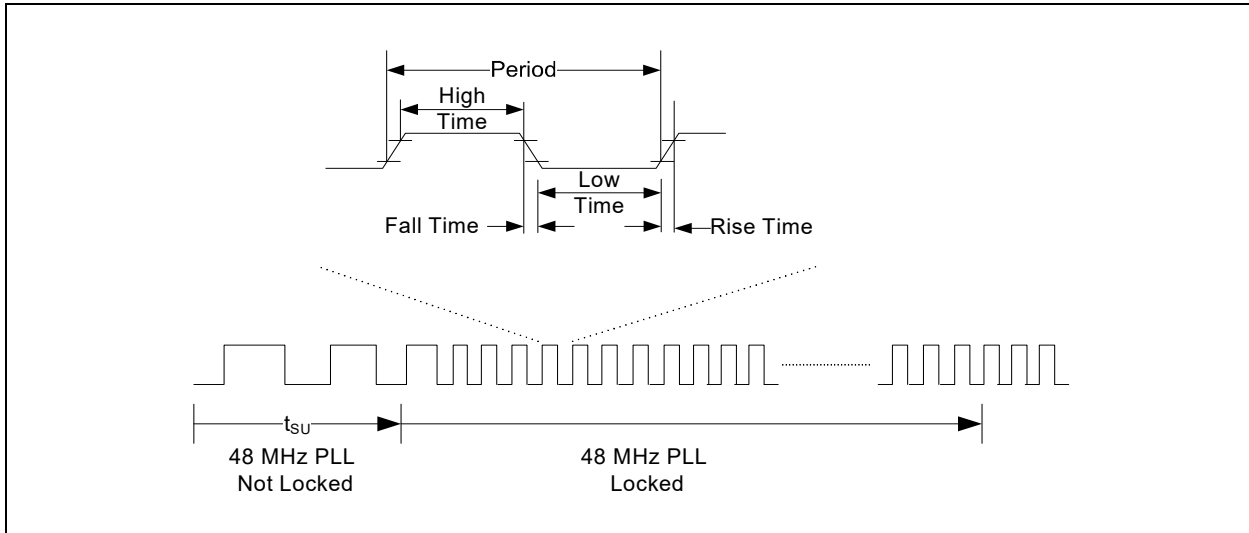 Period
High
Time
Low
Time
Fall Time
Rise Time
tSU
48 MHz PLL
Not Locked
48 MHz PLL
Locked